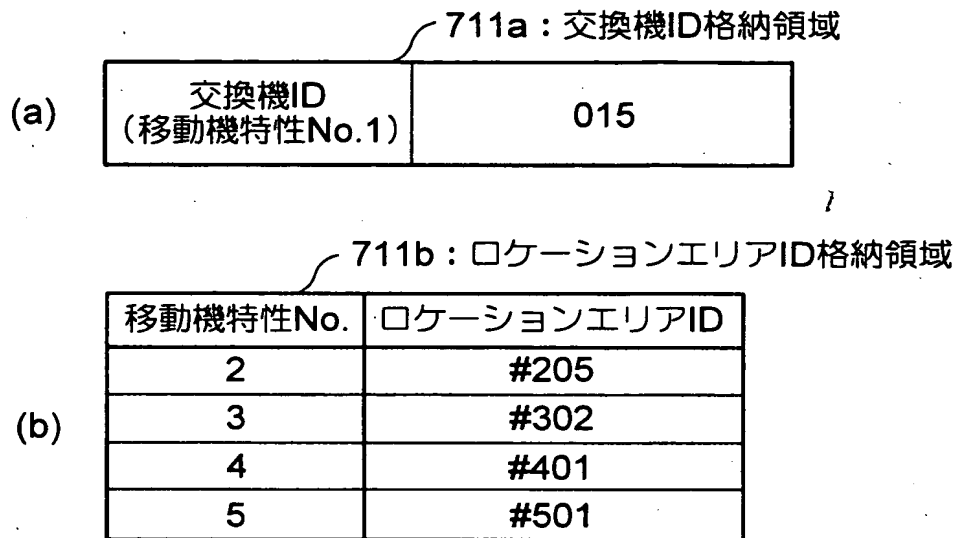 711a：交換機ID格納領域
(a)
交換機ID
（移動機特性No.1）
015
711b：ロケーションエリアID格納領域
(b)
移動機特性No. ロケーションエリアID
2 #205
3 #302
4 #401
5 #501